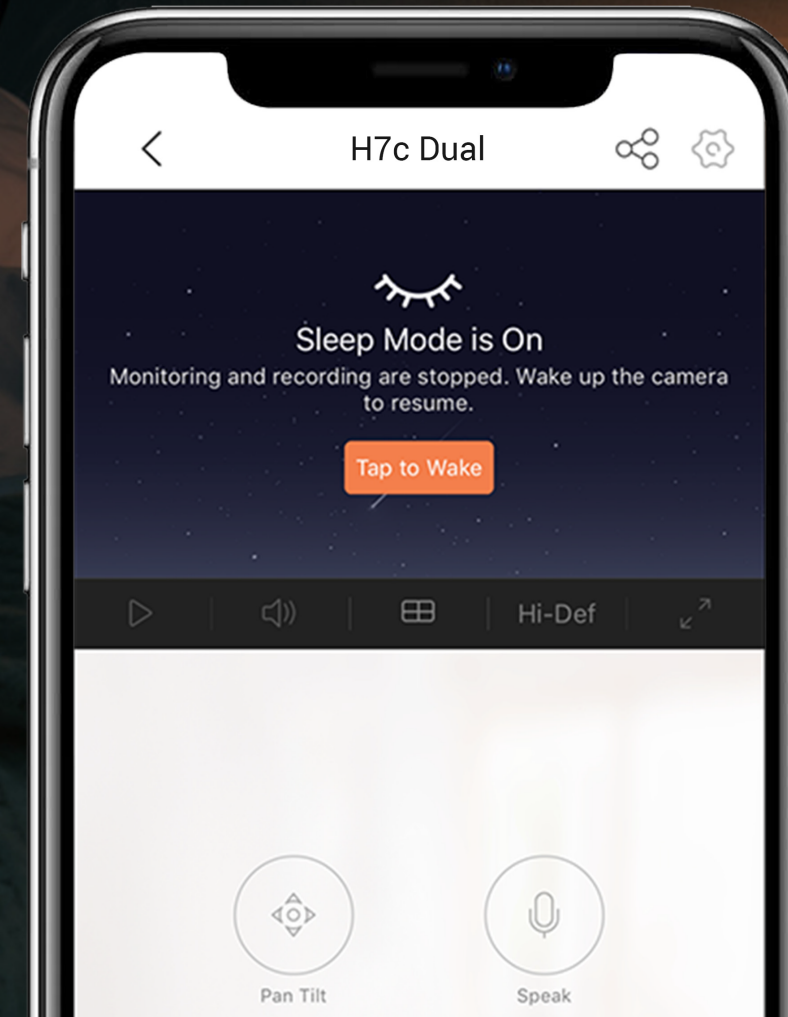 H7c Dual
Sleep Mode is On
Monitoring and recording are stopped. Wake up the camera
to resume.
Tap to Wake
Hi-Def
Pan Tilt
Speak